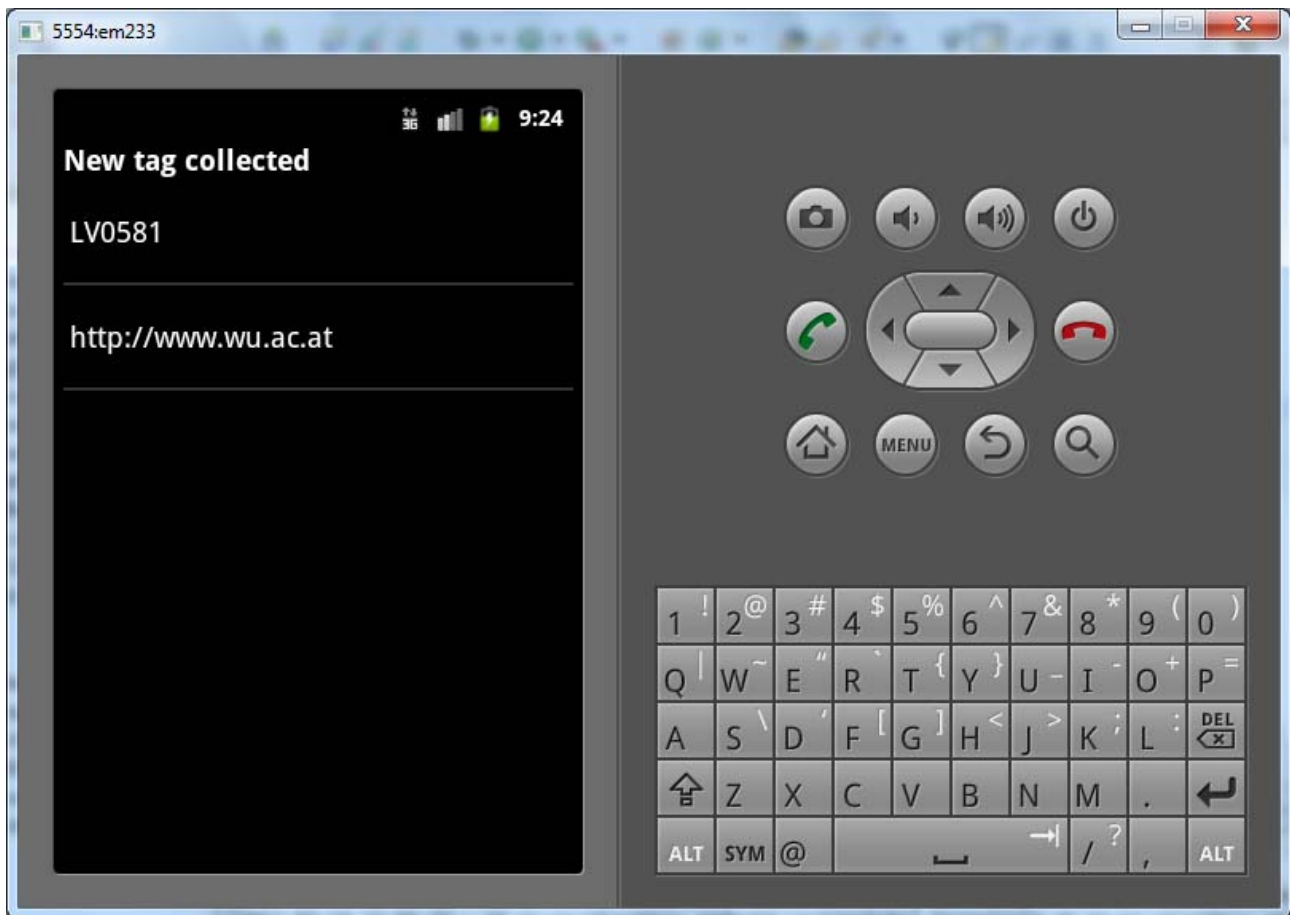 5554:em233
3G 9:24
New tag collected
LV0581
http://www.wu.ac.at
MENU
1 ! 2 @ 3 # 4 $ 5 % 6 ^ 7 & 8 * 9 ( 0 )
Q | W ~ E " R ` T { Y } U _ I - O + P =
A S \ D ' F [ G ] H < J > K ; L : DEL
Z X C V B N M .
ALT SYM @ / ? , ALT